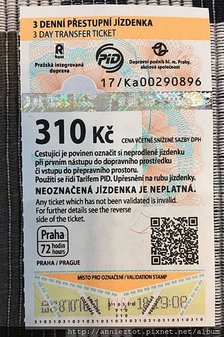 3 DENNÍ PŘESTUPNÍ JÍZDENKA
3 DAY TRANSFER TICKET
Pražská integrovaná
doprava
PID
Dopravní podnik hl. m. Prahy,
akciová společnost
17/Ka00290896
310 Kč
CENA VČETNĚ SNÍŽENÉ SAZBY DPH
Cestující je povinen označit si neprodleně jízdenku
při prvním nástupu do dopravního prostředku
či vstupu do přepravního prostoru.
Použití se řídí Tarifem PID. Upřesnění na rubu jízdenky.
NEOZNAČENÁ JÍZDENKA JE NEPLATNÁ.
Any ticket which has not been validated is invalid.
For further details see the reverse
side of the ticket.
Praha
72 hodin
hours
PRAHA / PRAGUE
MÍSTO PRO OZNAČENÍ/VALIDATION STAMP
http://annieztot.pixnet.net/album